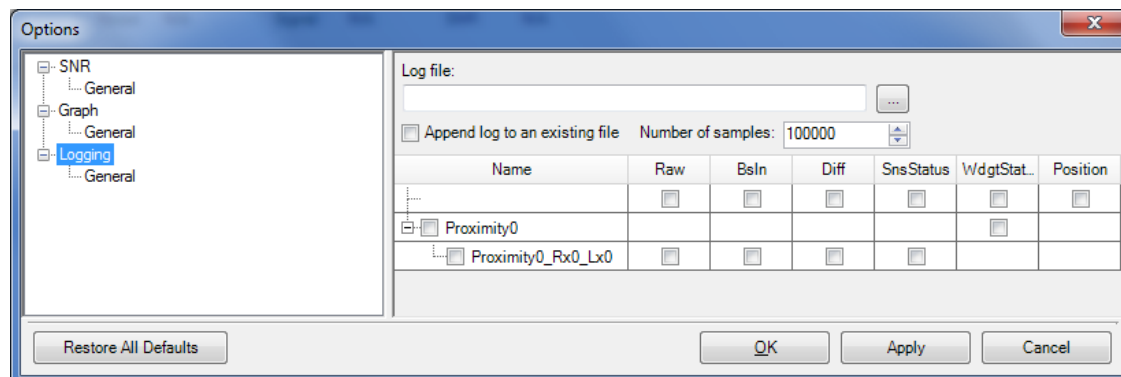 Options
SNR
General
Graph
General
Logging
General
Log file:
...
Append log to an existing file Number of samples: 100000
Name Raw Bsln Diff SnsStatus WdgtStat...
Position
Proximity0
Proximity0_Rx0_Lx0
Restore All Defaults OK Apply Cancel